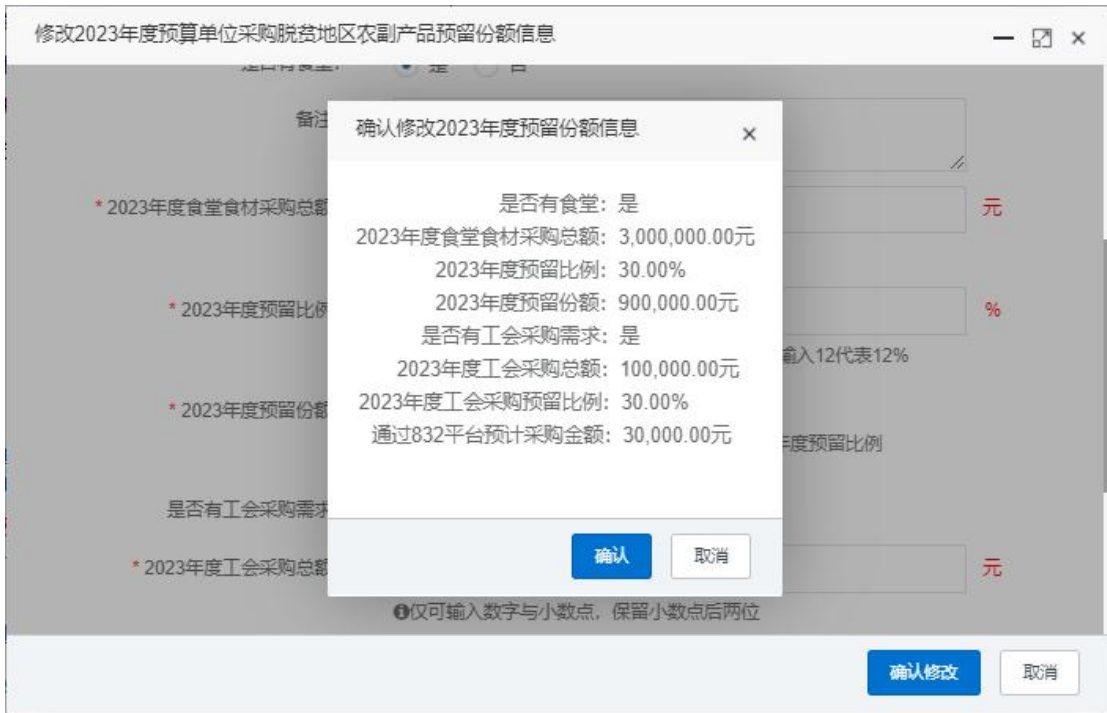 修改2023年度预算单位采购脱贫地区农副产品预留份额信息
是 否
备注
确认修改2023年度预留份额信息
是否有食堂：是
* 2023年度食堂食材采购总额
元
2023年度食堂食材采购总额：3,000,000.00元
2023年度预留比例：30.00%
2023年度预留份额：900,000.00元
* 2023年度预留比例
%
是否有工会采购需求：是
输入12代表12%
2023年度工会采购总额：100,000.00元
2023年度工会采购预留比例：30.00%
* 2023年度预留份额
通过832平台预计采购金额：30,000.00元
年度预留比例
是否有工会采购需求
确认
取消
* 2023年度工会采购总额
元
仅可输入数字与小数点，保留小数点后两位
确认修改
取消